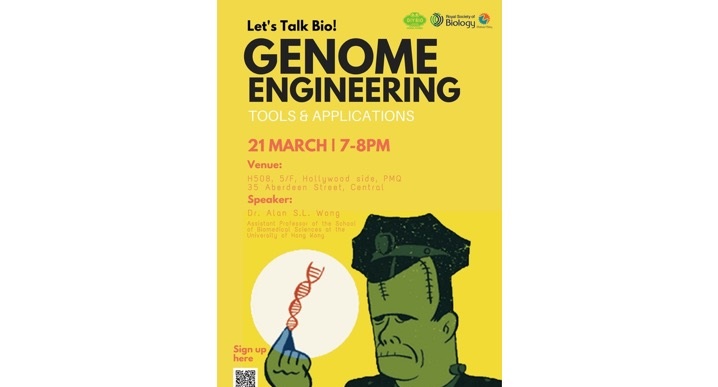 Let's Talk Bio!
Royal Society of
Biology
GENOME
ENGINEERING
TOOLS & APPLICATIONS
21 MARCH | 7-8PM
Venue:
H508, 5/F, Hollywood side, PMQ
35 Aberdeen Street, Central
Speaker:
Dr. Alan S.L. Wong
Assistant Professor of the School
of Biomedical Sciences at the
University of Hong Kong
Sign up
here